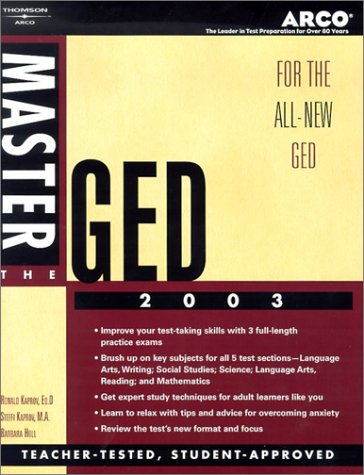 THOMSON
ARCO
ARCO®
The Leader in Test Preparation for Over 60 Years
MASTER
THE
FOR THE
ALL-NEW
GED
GED
2003
• Improve your test-taking skills with 3 full-length
practice exams
• Brush up on key subjects for all 5 test sections—Language
Arts, Writing; Social Studies; Science; Language Arts,
Reading; and Mathematics
• Get expert study techniques for adult learners like you
• Learn to relax with tips and advice for overcoming anxiety
• Review the test's new format and focus
RONALD KAPROV, ED.D
STEFFI KAPROV, M.A.
BARBARA HULL
TEACHER-TESTED, STUDENT-APPROVED